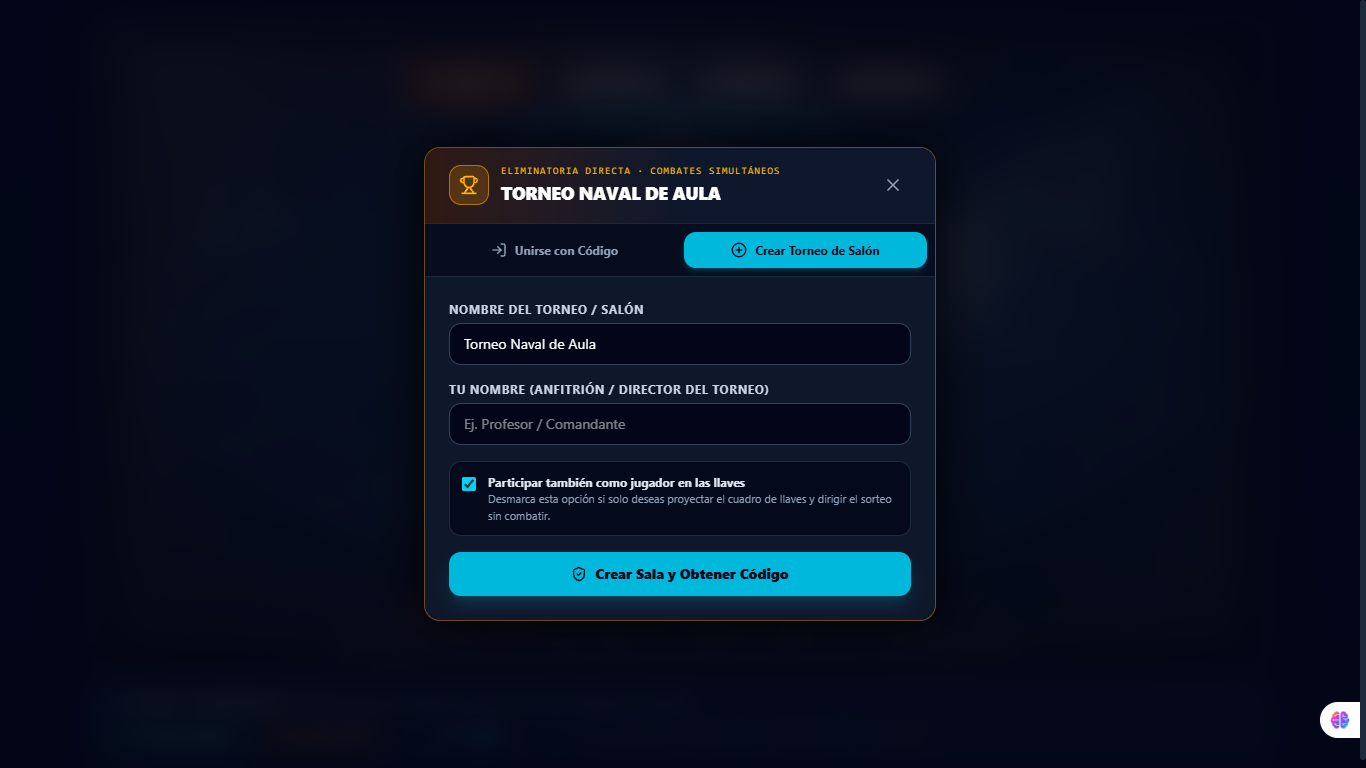 ELIMINATORIA DIRECTA · COMBATES SIMULTÁNEOS
TORNEO NAVAL DE AULA
Unirse con Código
Crear Torneo de Salón
NOMBRE DEL TORNEO / SALÓN
Torneo Naval de Aula
TU NOMBRE (ANFITRIÓN / DIRECTOR DEL TORNEO)
Ej. Profesor / Comandante
Participar también como jugador en las llaves
Desmarca esta opción si solo deseas proyectar el cuadro de llaves y dirigir el sorteo
sin combatir.
Crear Sala y Obtener Código